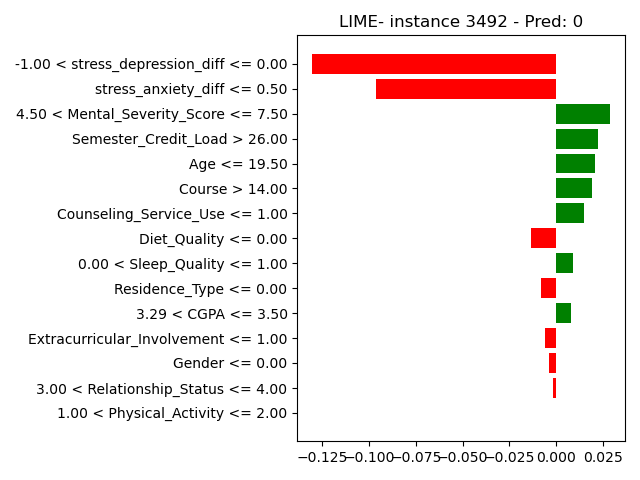 LIME- instance 3492 - Pred: 0
-1.00 < stress_depression_diff <= 0.00
stress_anxiety_diff <= 0.50
4.50 < Mental_Severity_Score <= 7.50
Semester_Credit_Load > 26.00
Age <= 19.50
Course > 14.00
Counseling_Service_Use <= 1.00
Diet_Quality <= 0.00
0.00 < Sleep_Quality <= 1.00
Residence_Type <= 0.00
3.29 < CGPA <= 3.50
Extracurricular_Involvement <= 1.00
Gender <= 0.00
3.00 < Relationship_Status <= 4.00
1.00 < Physical_Activity <= 2.00
−0.125 −0.100 −0.075 −0.050 −0.025 0.000 0.025